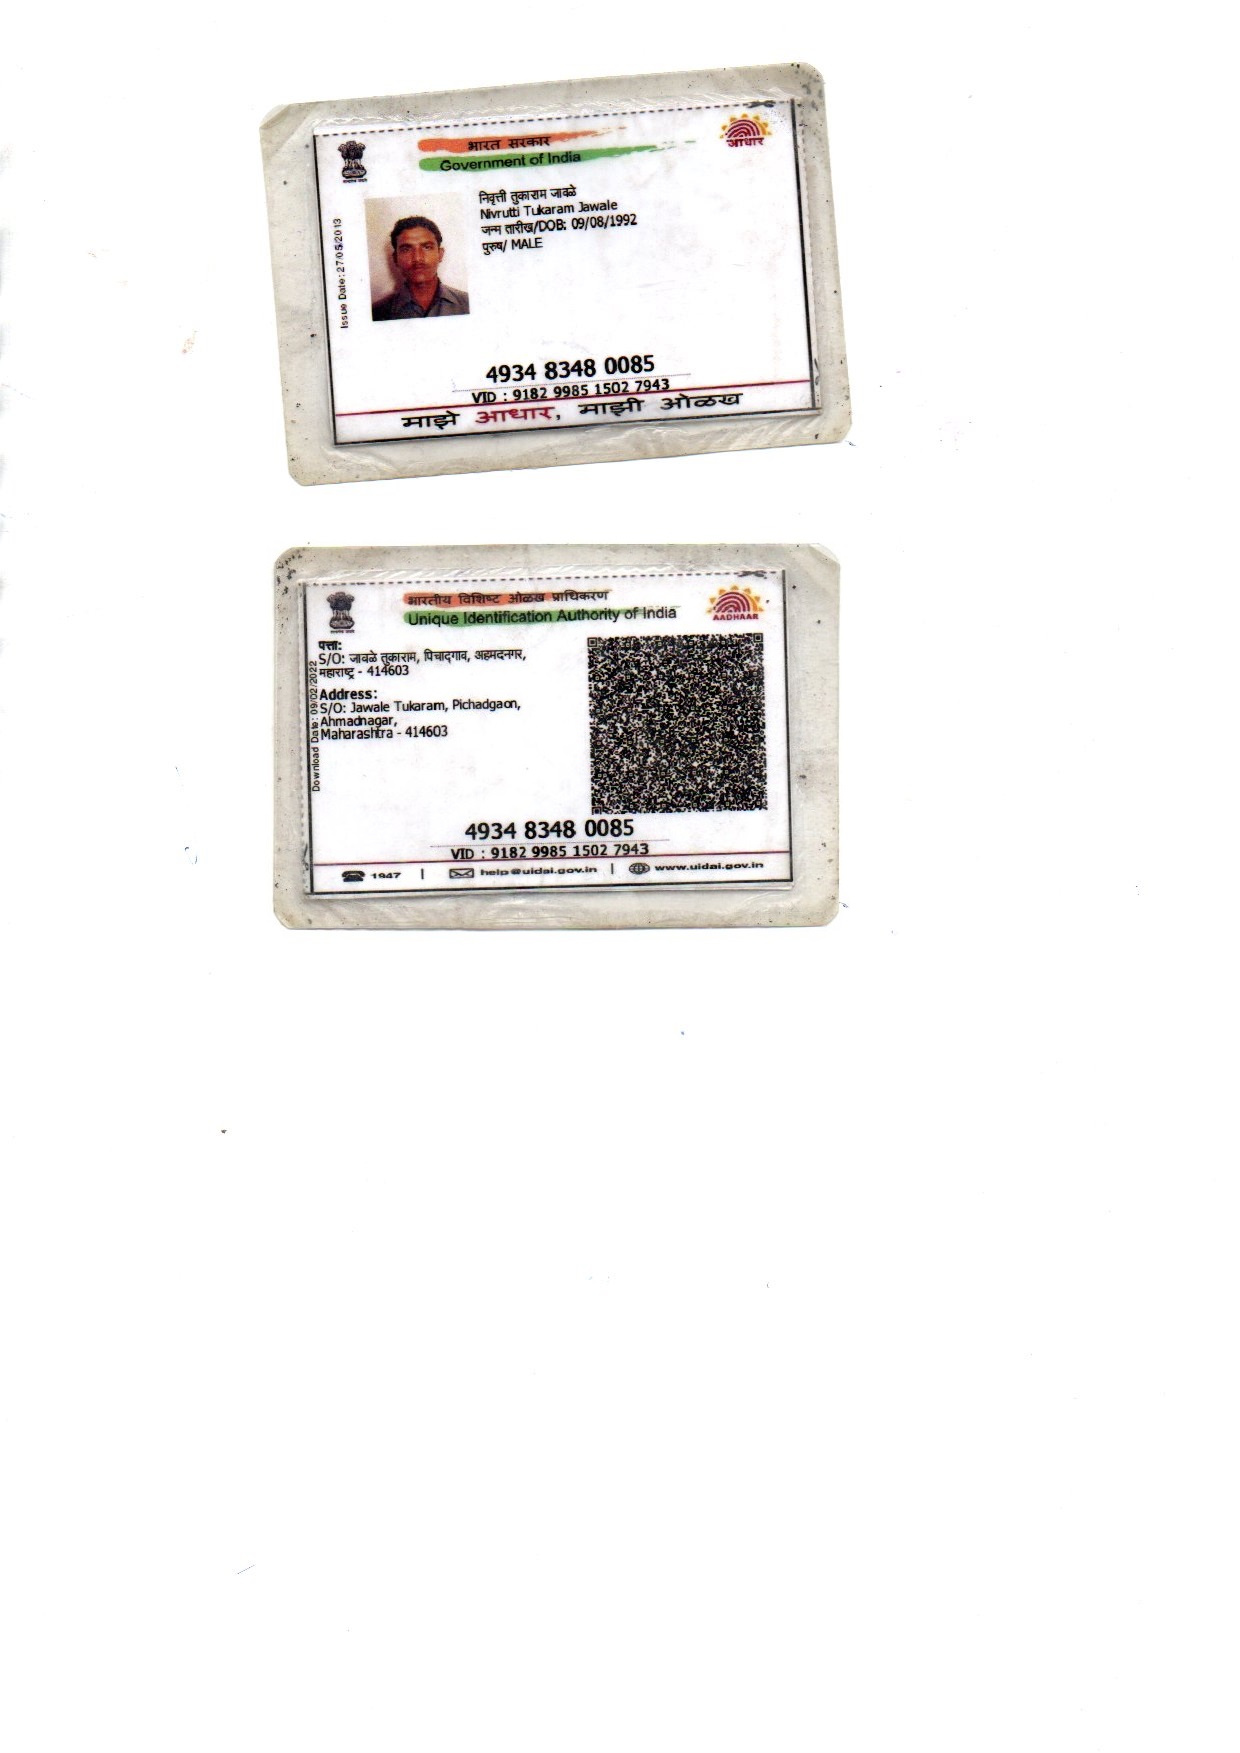 भारत सरकार
Government of India
आधार
Issue Date: 27/05/2013
निवृत्ती तुकाराम जावळे
Nivrutti Tukaram Jawale
जन्म तारीख/DOB: 09/08/1992
पुरुष/ MALE
4934 8348 0085
VID : 9182 9985 1502 7943
माझे आधार, माझी ओळख
भारतीय विशिष्ट ओळख प्राधिकरण
Unique Identification Authority of India
AADHAAR
Download Date: 09/02/2022
पत्ता:
S/O: जावळे तुकाराम, पिचादगाव, अहमदनगर,
महाराष्ट्र - 414603
Address:
S/O: Jawale Tukaram, Pichadgaon,
Ahmadnagar,
Maharashtra - 414603
4934 8348 0085
VID : 9182 9985 1502 7943
1947 | help@uidai.gov.in | www.uidai.gov.in